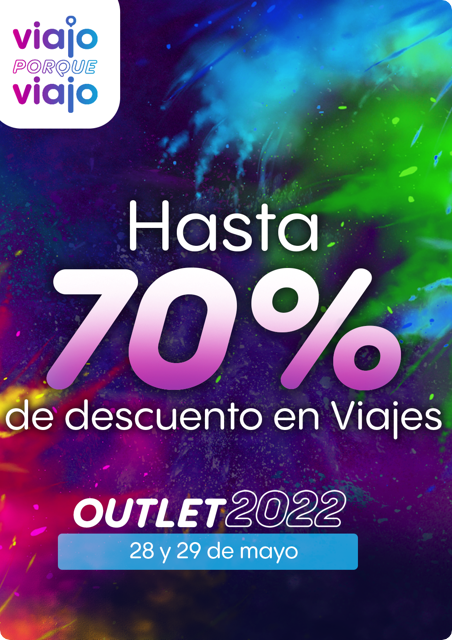 viajo
PORQUE
viajo
Hasta
70%
de descuento en Viajes
OUTLET2022
28 y 29 de mayo